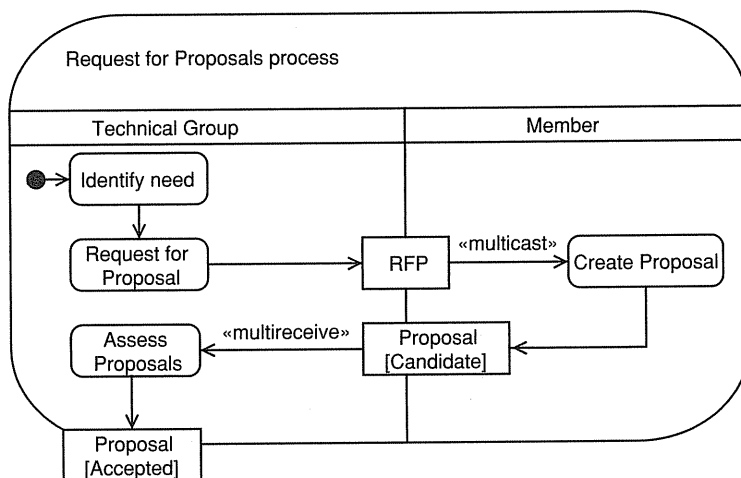 Request for Proposals process
Technical Group
Member
Identify need
Request for
Proposal
RFP
«multicast»
Create Proposal
Assess
Proposals
«multireceive»
Proposal
[Candidate]
Proposal
[Accepted]